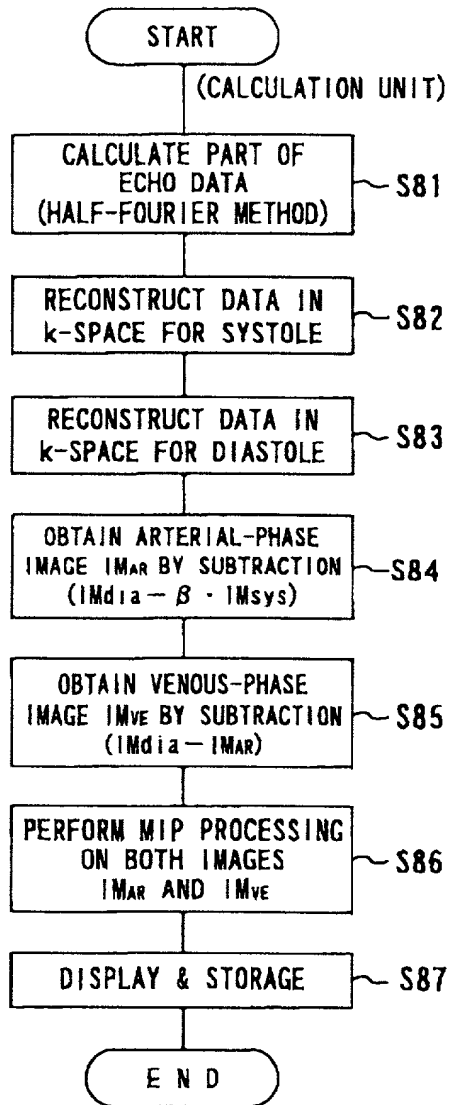 START
(CALCULATION UNIT)
CALCULATE PART OF
ECHO DATA
(HALF-FOURIER METHOD)
S81
RECONSTRUCT DATA IN
k-SPACE FOR SYSTOLE
S82
RECONSTRUCT DATA IN
k-SPACE FOR DIASTOLE
S83
OBTAIN ARTERIAL-PHASE
IMAGE IMAR BY SUBTRACTION
(IMdia-β·IMsys)
S84
OBTAIN VENOUS-PHASE
IMAGE IMVE BY SUBTRACTION
(IMdia-IMAR)
S85
PERFORM MIP PROCESSING
ON BOTH IMAGES
IMAR AND IMVE
S86
DISPLAY & STORAGE
S87
END